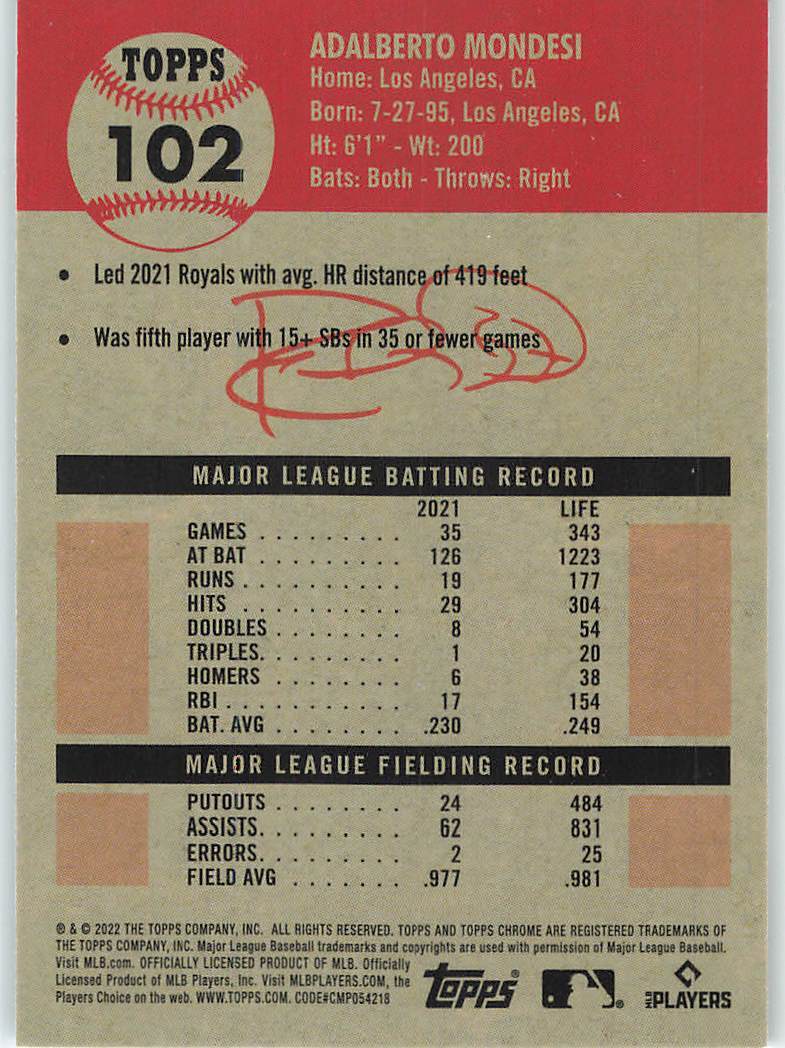 TOPPS
102
ADALBERTO MONDESI
Home: Los Angeles, CA
Born: 7-27-95, Los Angeles, CA
Ht: 6'1" - Wt: 200
Bats: Both - Throws: Right
• Led 2021 Royals with avg. HR distance of 419 feet
• Was fifth player with 15+ SBs in 35 or fewer games
MAJOR LEAGUE BATTING RECORD
2021 LIFE
GAMES . . . . . . . . . 35 343
AT BAT . . . . . . . . . 126 1223
RUNS . . . . . . . . . . 19 177
HITS . . . . . . . . . . 29 304
DOUBLES . . . . . . . . 8 54
TRIPLES. . . . . . . . . 1 20
HOMERS . . . . . . . . 6 38
RBI . . . . . . . . . . . 17 154
BAT. AVG . . . . . . . . .230 .249
MAJOR LEAGUE FIELDING RECORD
PUTOUTS . . . . . . . . 24 484
ASSISTS. . . . . . . . . 62 831
ERRORS. . . . . . . . . 2 25
FIELD AVG . . . . . . . .977 .981
® & © 2022 THE TOPPS COMPANY, INC. ALL RIGHTS RESERVED. TOPPS AND TOPPS CHROME ARE REGISTERED TRADEMARKS OF
THE TOPPS COMPANY, INC. Major League Baseball trademarks and copyrights are used with permission of Major League Baseball.
Visit MLB.com. OFFICIALLY LICENSED PRODUCT OF MLB. Officially
Licensed Product of MLB Players, Inc. Visit MLBPLAYERS.COM, the
Players Choice on the web. WWW.TOPPS.COM. CODE#CMP054218
Topps®
®
MLB PLAYERS